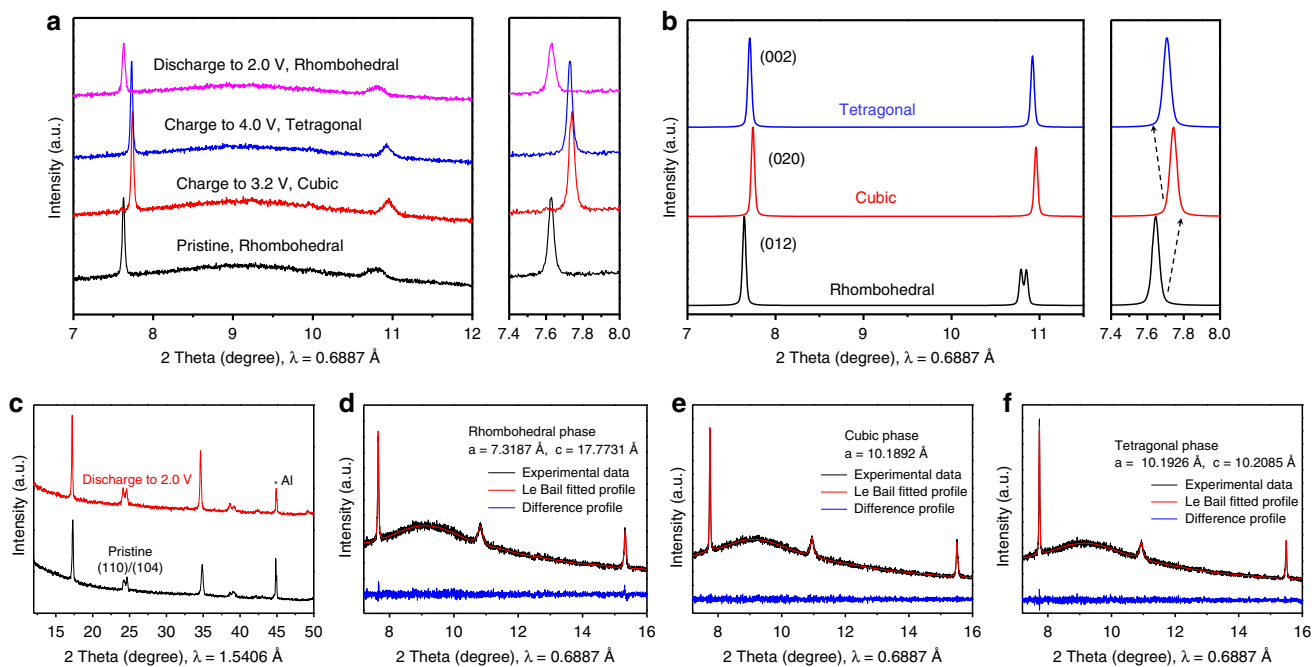 a
Intensity (a.u.)
Discharge to 2.0 V, Rhombohedral
Charge to 4.0 V, Tetragonal
Charge to 3.2 V, Cubic
Pristine, Rhombohedral
7 8 9 10 11 12
7.4 7.6 7.8 8.0
2 Theta (degree), λ = 0.6887 Å
b
Intensity (a.u.)
(002)
Tetragonal
(020)
Cubic
(012)
Rhombohedral
7 8 9 10 11
7.4 7.6 7.8 8.0
2 Theta (degree), λ = 0.6887 Å
c
Intensity (a.u.)
Discharge to 2.0 V
* Al
Pristine
(110)/(104)
15 20 25 30 35 40 45 50
2 Theta (degree), λ = 1.5406 Å
d
Intensity (a.u.)
Rhombohedral phase
a = 7.3187 Å, c = 17.7731 Å
Experimental data
Le Bail fitted profile
Difference profile
8 10 12 14 16
2 Theta (degree), λ = 0.6887 Å
e
Intensity (a.u.)
Cubic phase
a = 10.1892 Å
Experimental data
Le Bail fitted profile
Difference profile
8 10 12 14 16
2 Theta (degree), λ = 0.6887 Å
f
Intensity (a.u.)
Tetragonal phase
a = 10.1926 Å, c = 10.2085 Å
Experimental data
Le Bail fitted profile
Difference profile
8 10 12 14 16
2 Theta (degree), λ = 0.6887 Å